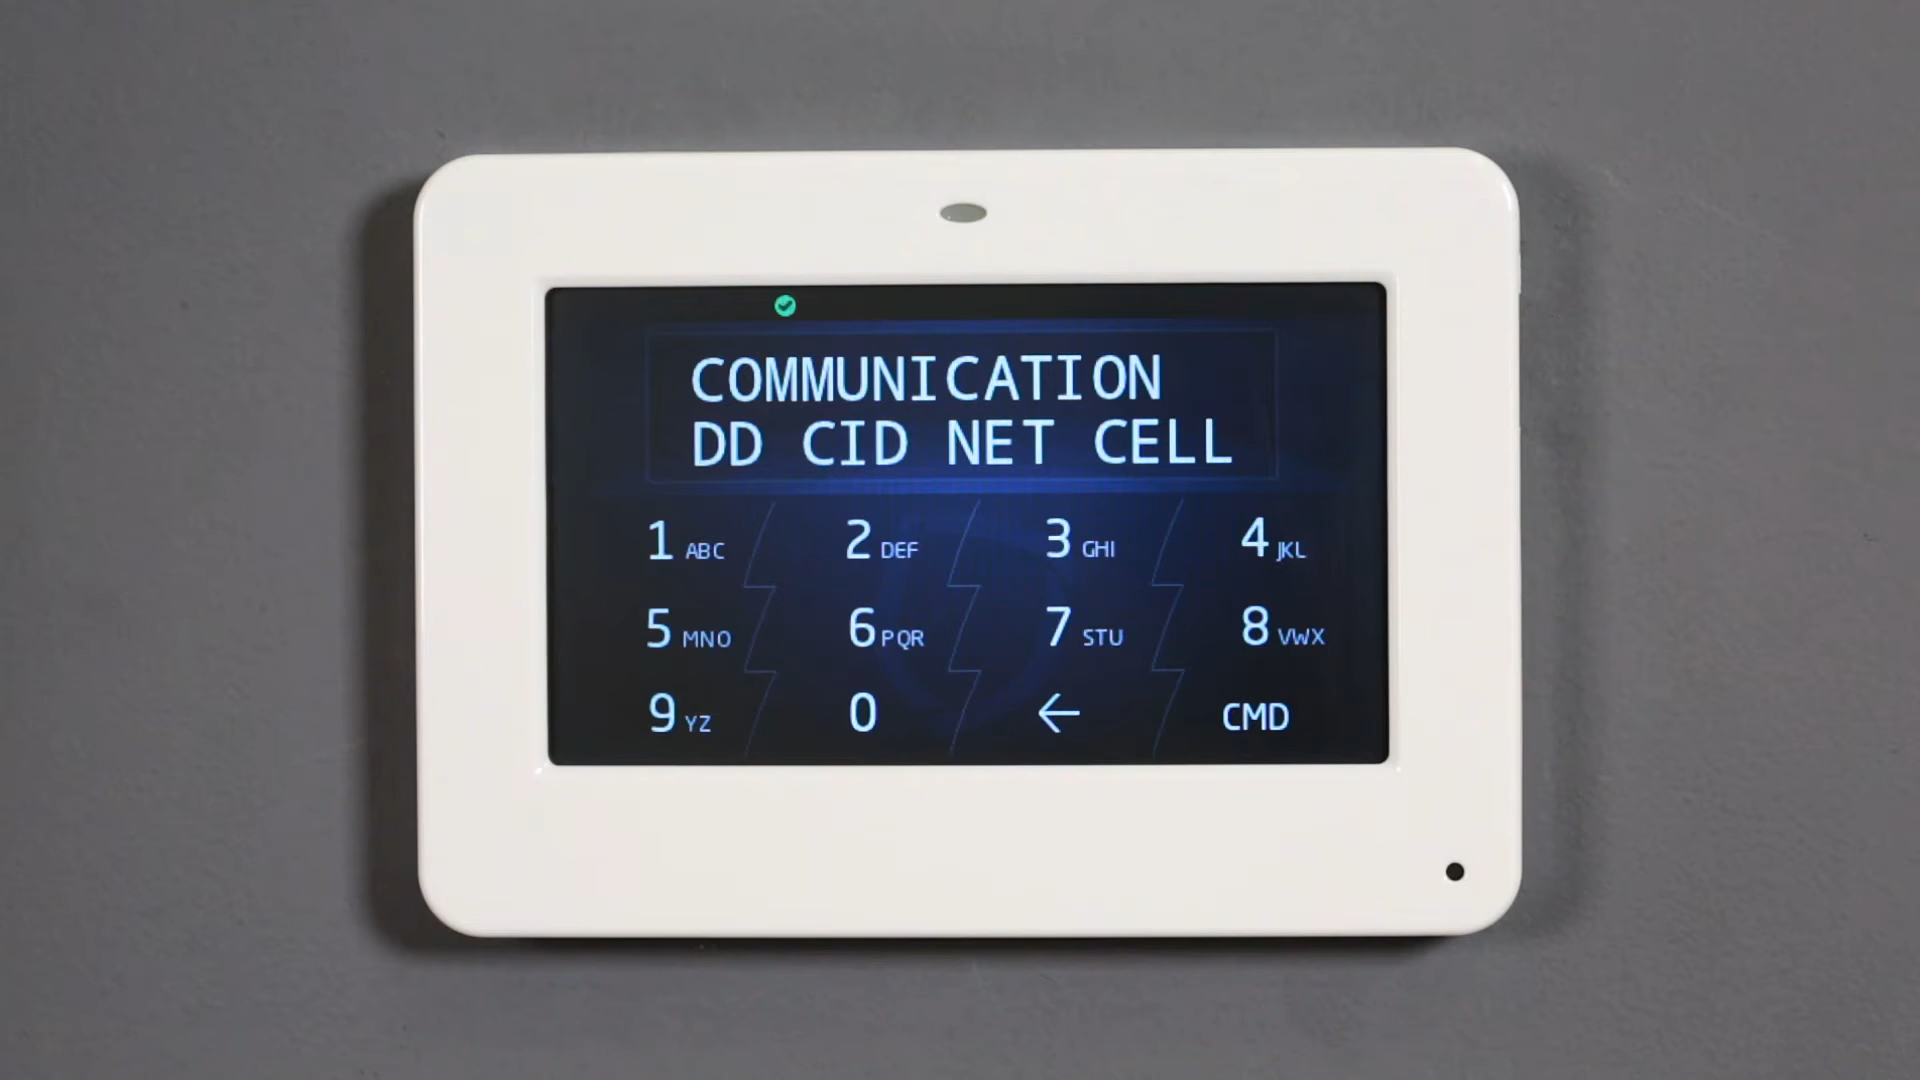 COMMUNICATION
DD CID NET CELL
1 ABC 2 DEF 3 GHI 4 JKL
5 MNO 6 PQR 7 STU 8 VWX
9 YZ 0 ← CMD